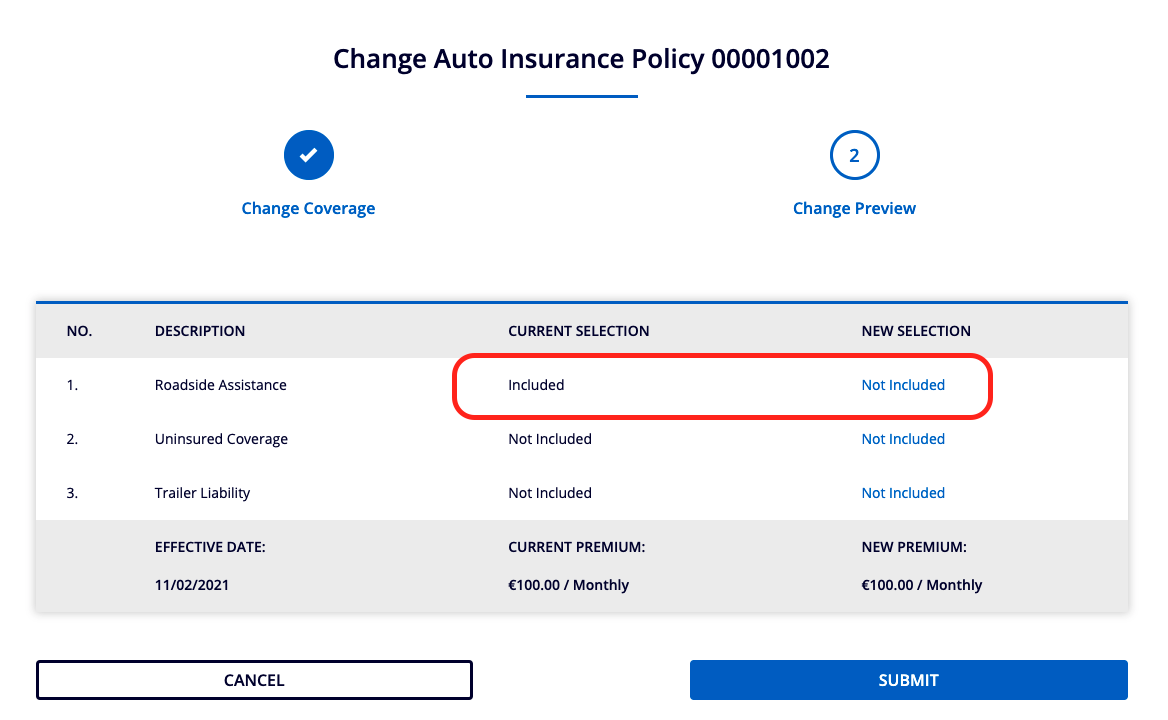 Change Auto Insurance Policy 00001002
2
Change Coverage Change Preview
NO. DESCRIPTION CURRENT SELECTION NEW SELECTION
1. Roadside Assistance Included Not Included
2. Uninsured Coverage Not Included Not Included
3. Trailer Liability Not Included Not Included
EFFECTIVE DATE: CURRENT PREMIUM: NEW PREMIUM:
11/02/2021 €100.00 / Monthly €100.00 / Monthly
CANCEL SUBMIT